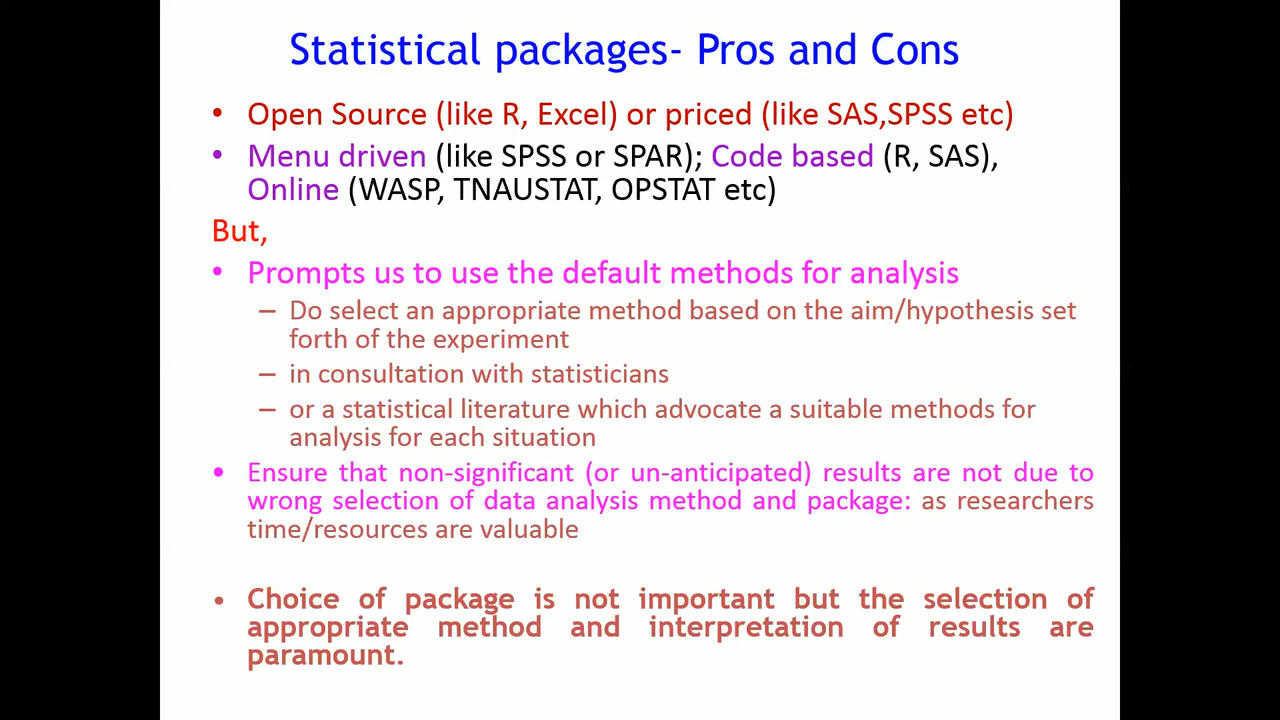 Statistical packages- Pros and Cons
• Open Source (like R, Excel) or priced (like SAS,SPSS etc)
• Menu driven (like SPSS or SPAR); Code based (R, SAS),
Online (WASP, TNAUSTAT, OPSTAT etc)
But,
• Prompts us to use the default methods for analysis
– Do select an appropriate method based on the aim/hypothesis set
forth of the experiment
– in consultation with statisticians
– or a statistical literature which advocate a suitable methods for
analysis for each situation
• Ensure that non-significant (or un-anticipated) results are not due to
wrong selection of data analysis method and package: as researchers
time/resources are valuable
• Choice of package is not important but the selection of
appropriate method and interpretation of results are
paramount.